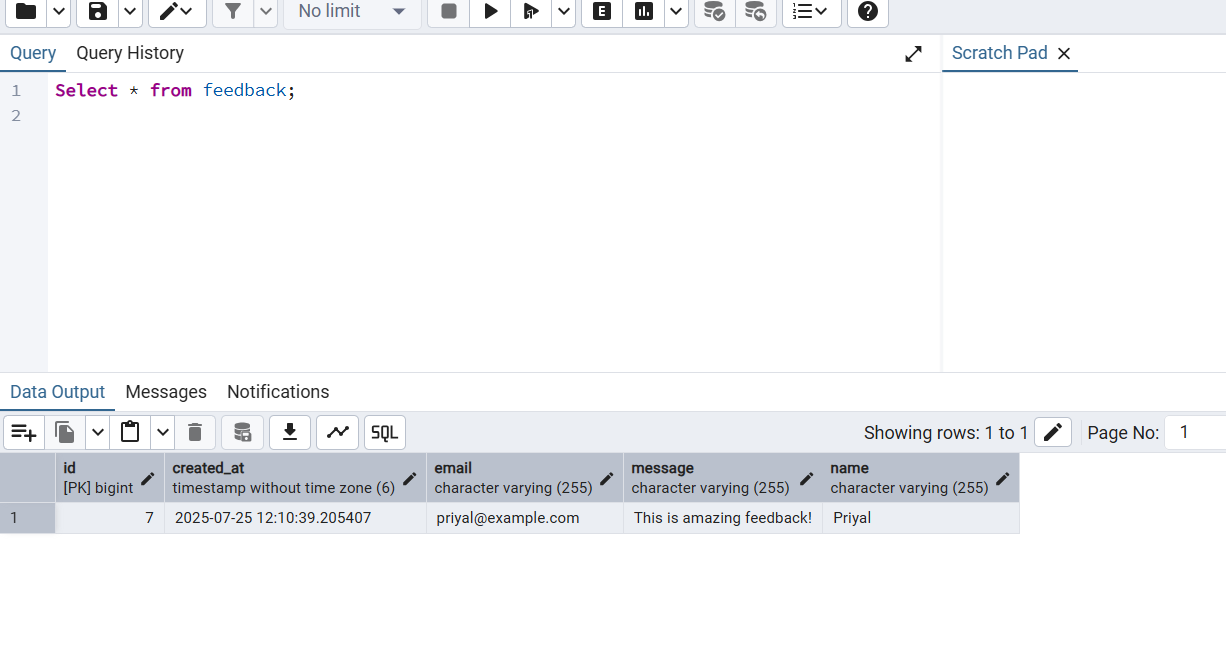 No limit
E
Query Query History Scratch Pad
1 Select * from feedback;
2
Data Output Messages Notifications
SQL Showing rows: 1 to 1 Page No: 1
id created_at email message name
[PK] bigint timestamp without time zone (6) character varying (255) character varying (255) character varying (255)
1 7 2025-07-25 12:10:39.205407 priyal@example.com This is amazing feedback! Priyal